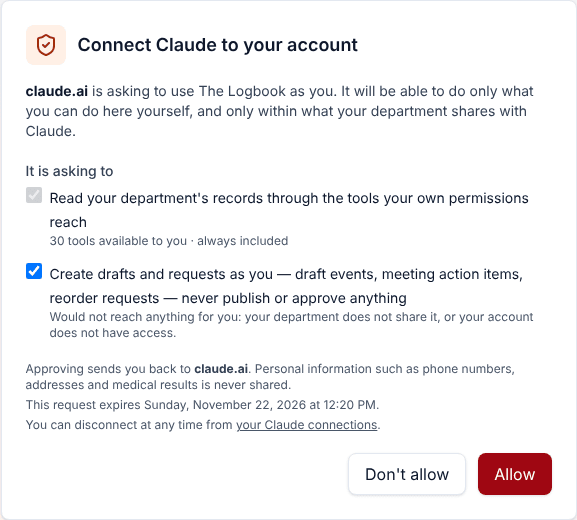 Connect Claude to your account
claude.ai is asking to use The Logbook as you. It will be able to do only what
you can do here yourself, and only within what your department shares with
Claude.
It is asking to
Read your department's records through the tools your own permissions
reach
30 tools available to you · always included
Create drafts and requests as you — draft events, meeting action items,
reorder requests — never publish or approve anything
Would not reach anything for you: your department does not share it, or your account
does not have access.
Approving sends you back to claude.ai. Personal information such as phone numbers,
addresses and medical results is never shared.
This request expires Sunday, November 22, 2026 at 12:20 PM.
You can disconnect at any time from your Claude connections.
Don't allow
Allow